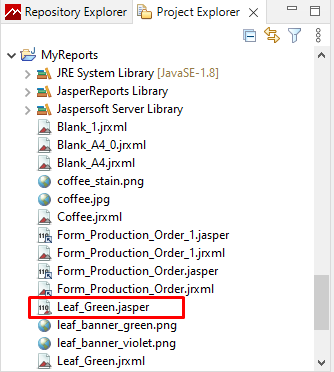 Repository Explorer Project Explorer
MyReports
JRE System Library [JavaSE-1.8]
JasperReports Library
Jaspersoft Server Library
Blank_1.jrxml
Blank_A4_0.jrxml
Blank_A4.jrxml
coffee_stain.png
coffee.jpg
Coffee.jrxml
Form_Production_Order_1.jasper
Form_Production_Order_1.jrxml
Form_Production_Order.jasper
Form_Production_Order.jrxml
Leaf_Green.jasper
leaf_banner_green.png
leaf_banner_violet.png
Leaf_Green.jrxml